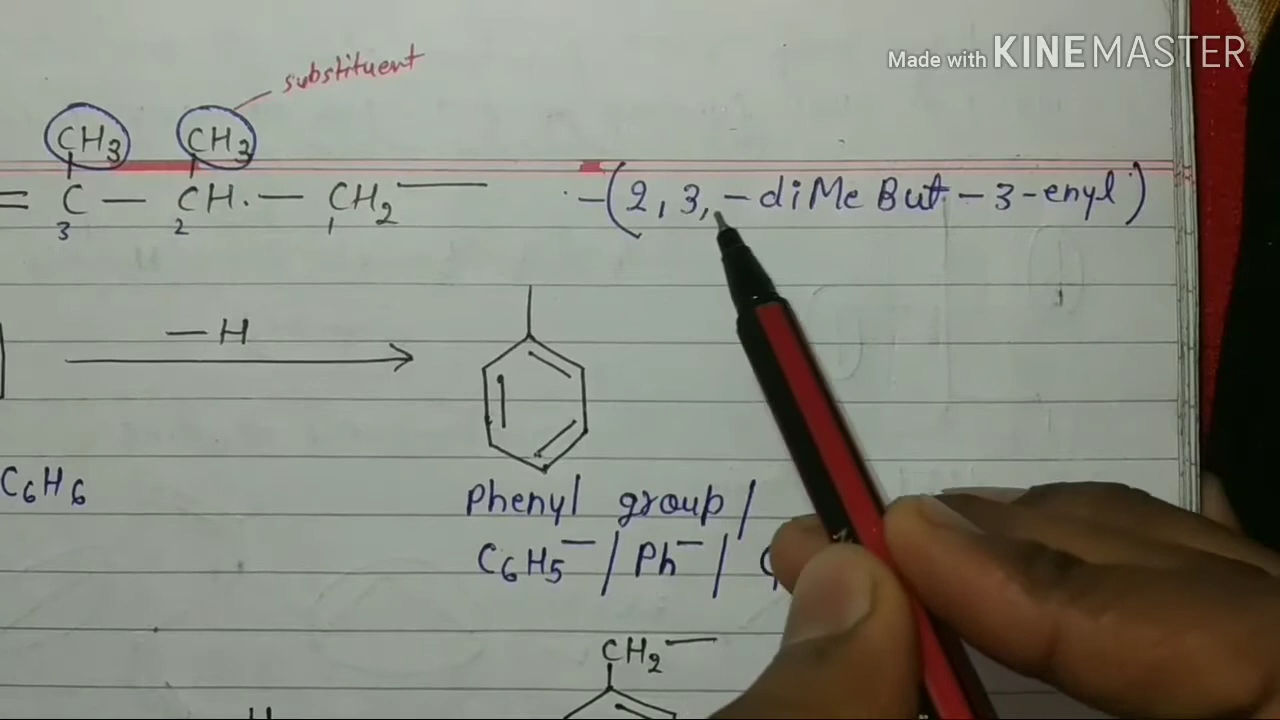 Made with KINEMASTER
substituent
CH3 CH3
= C — CH. — CH2 — -(2, 3, - diMe But - 3 - enyl)
3 2 1
— H
C6H6
Phenyl group /
C6H5— / Ph— /
CH2—
H